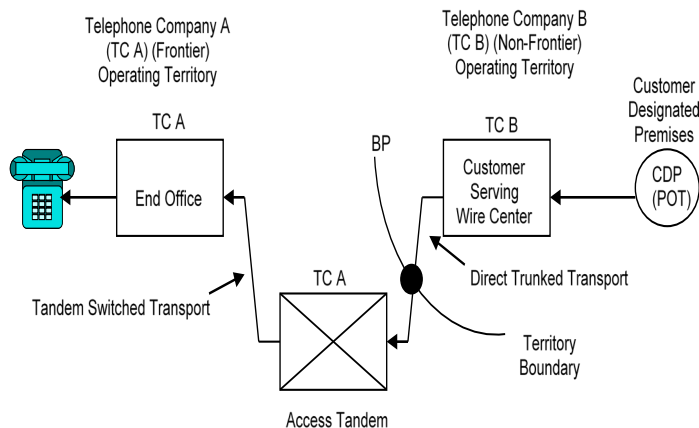 Telephone Company A
(TC A) (Frontier)
Operating Territory
Telephone Company B
(TC B) (Non-Frontier)
Operating Territory
Customer
Designated
Premises
TC A
BP
TC B
End Office
Customer
Serving
Wire Center
CDP
(POT)
Tandem Switched Transport
TC A
Direct Trunked Transport
Territory
Boundary
Access Tandem